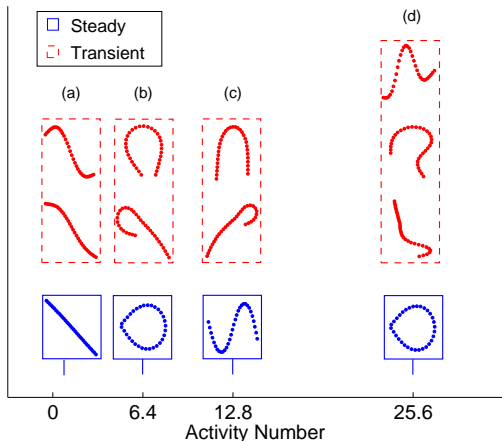 (d)
Steady
Transient
(a) (b) (c)
0 6.4 12.8 25.6
Activity Number